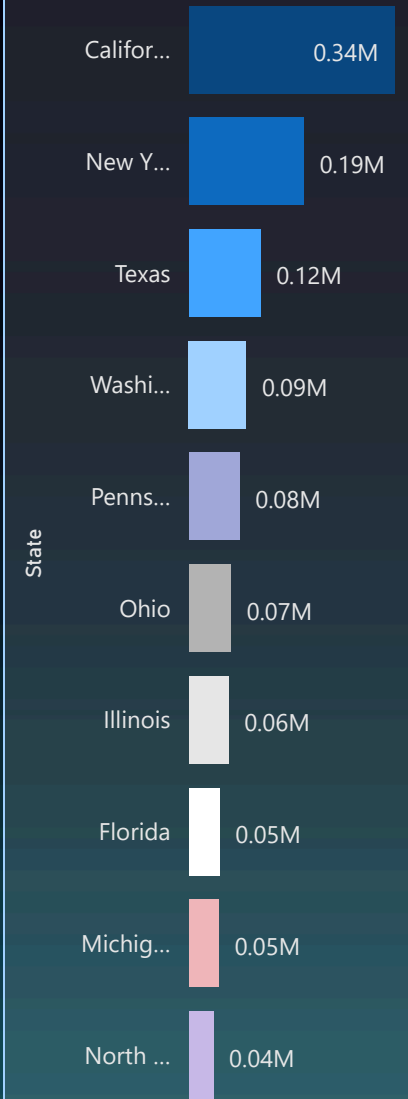 Califor...
0.34M
New Y...
0.19M
Texas
0.12M
Washi...
0.09M
Penns...
0.08M
State
Ohio
0.07M
Illinois
0.06M
Florida
0.05M
Michig...
0.05M
North ...
0.04M